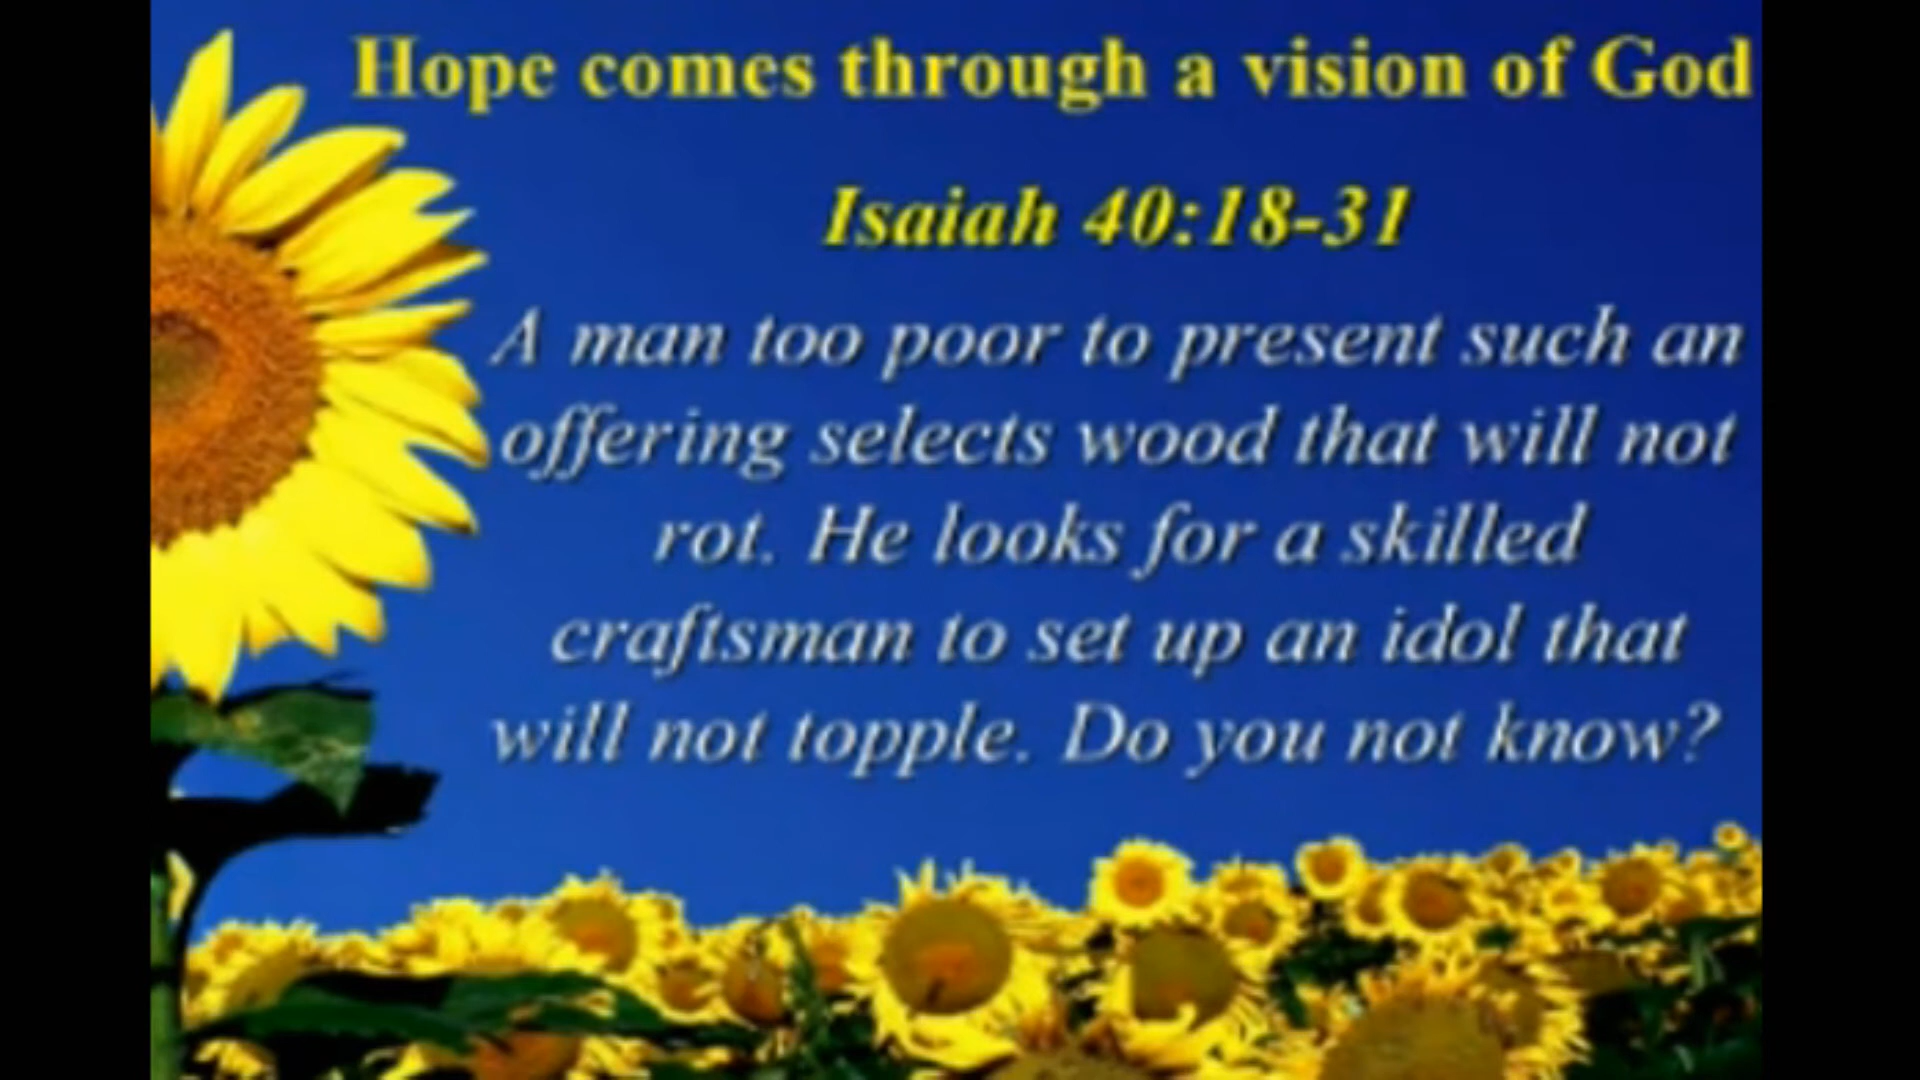 Hope comes through a vision of God
Isaiah 40:18-31
A man too poor to present such an
offering selects wood that will not
rot. He looks for a skilled
craftsman to set up an idol that
will not topple. Do you not know?